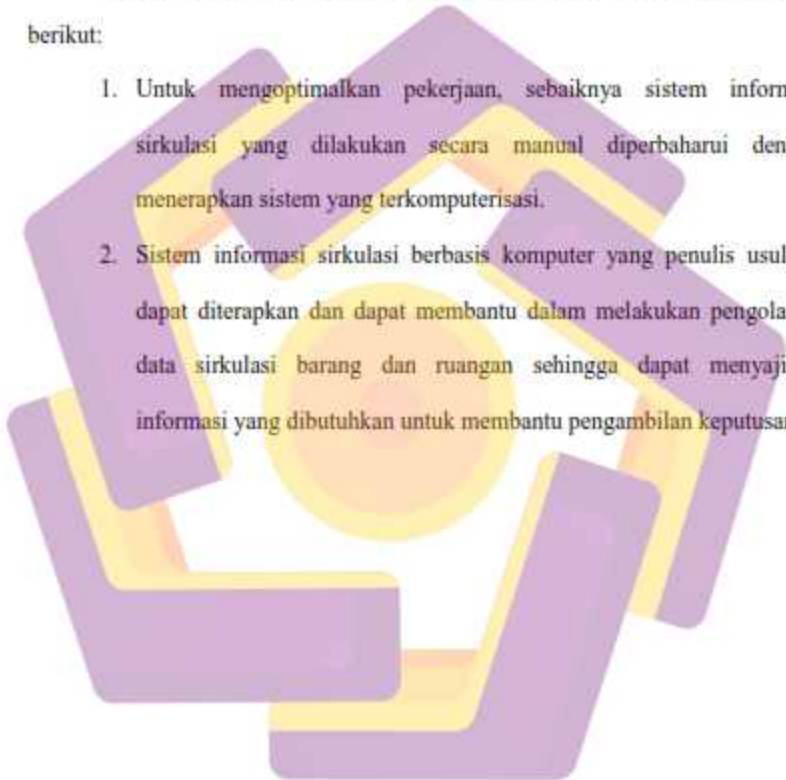 berikut:
1. Untuk mengoptimalkan pekerjaan, sebaiknya sistem inform
sirkulasi yang dilakukan secara manual diperbaharui den
menerapkan sistem yang terkomputerisasi.
2. Sistem informasi sirkulasi berbasis komputer yang penulis usul
dapat diterapkan dan dapat membantu dalam melakukan pengola
data sirkulasi barang dan ruangan sehingga dapat menyaji
informasi yang dibutuhkan untuk membantu pengambilan keputusan